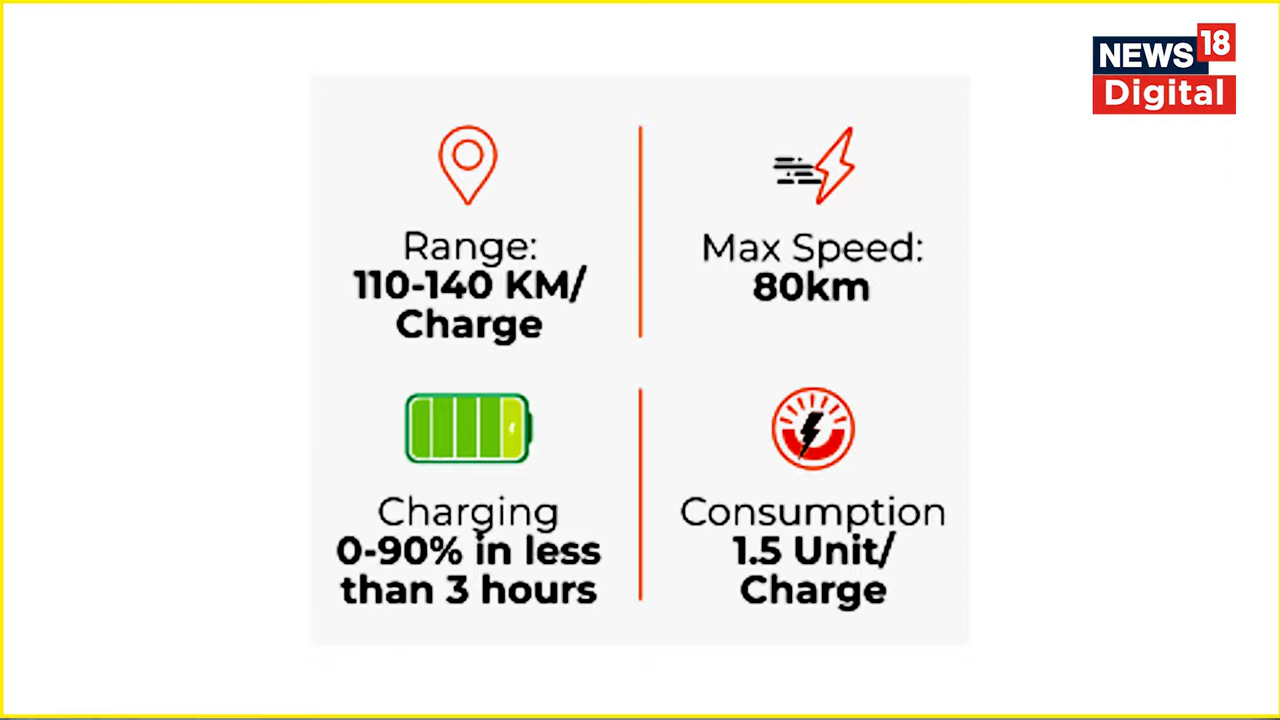 NEWS 18
Digital
Range:
110-140 KM/
Charge
Max Speed:
80km
Charging
0-90% in less
than 3 hours
Consumption
1.5 Unit/
Charge